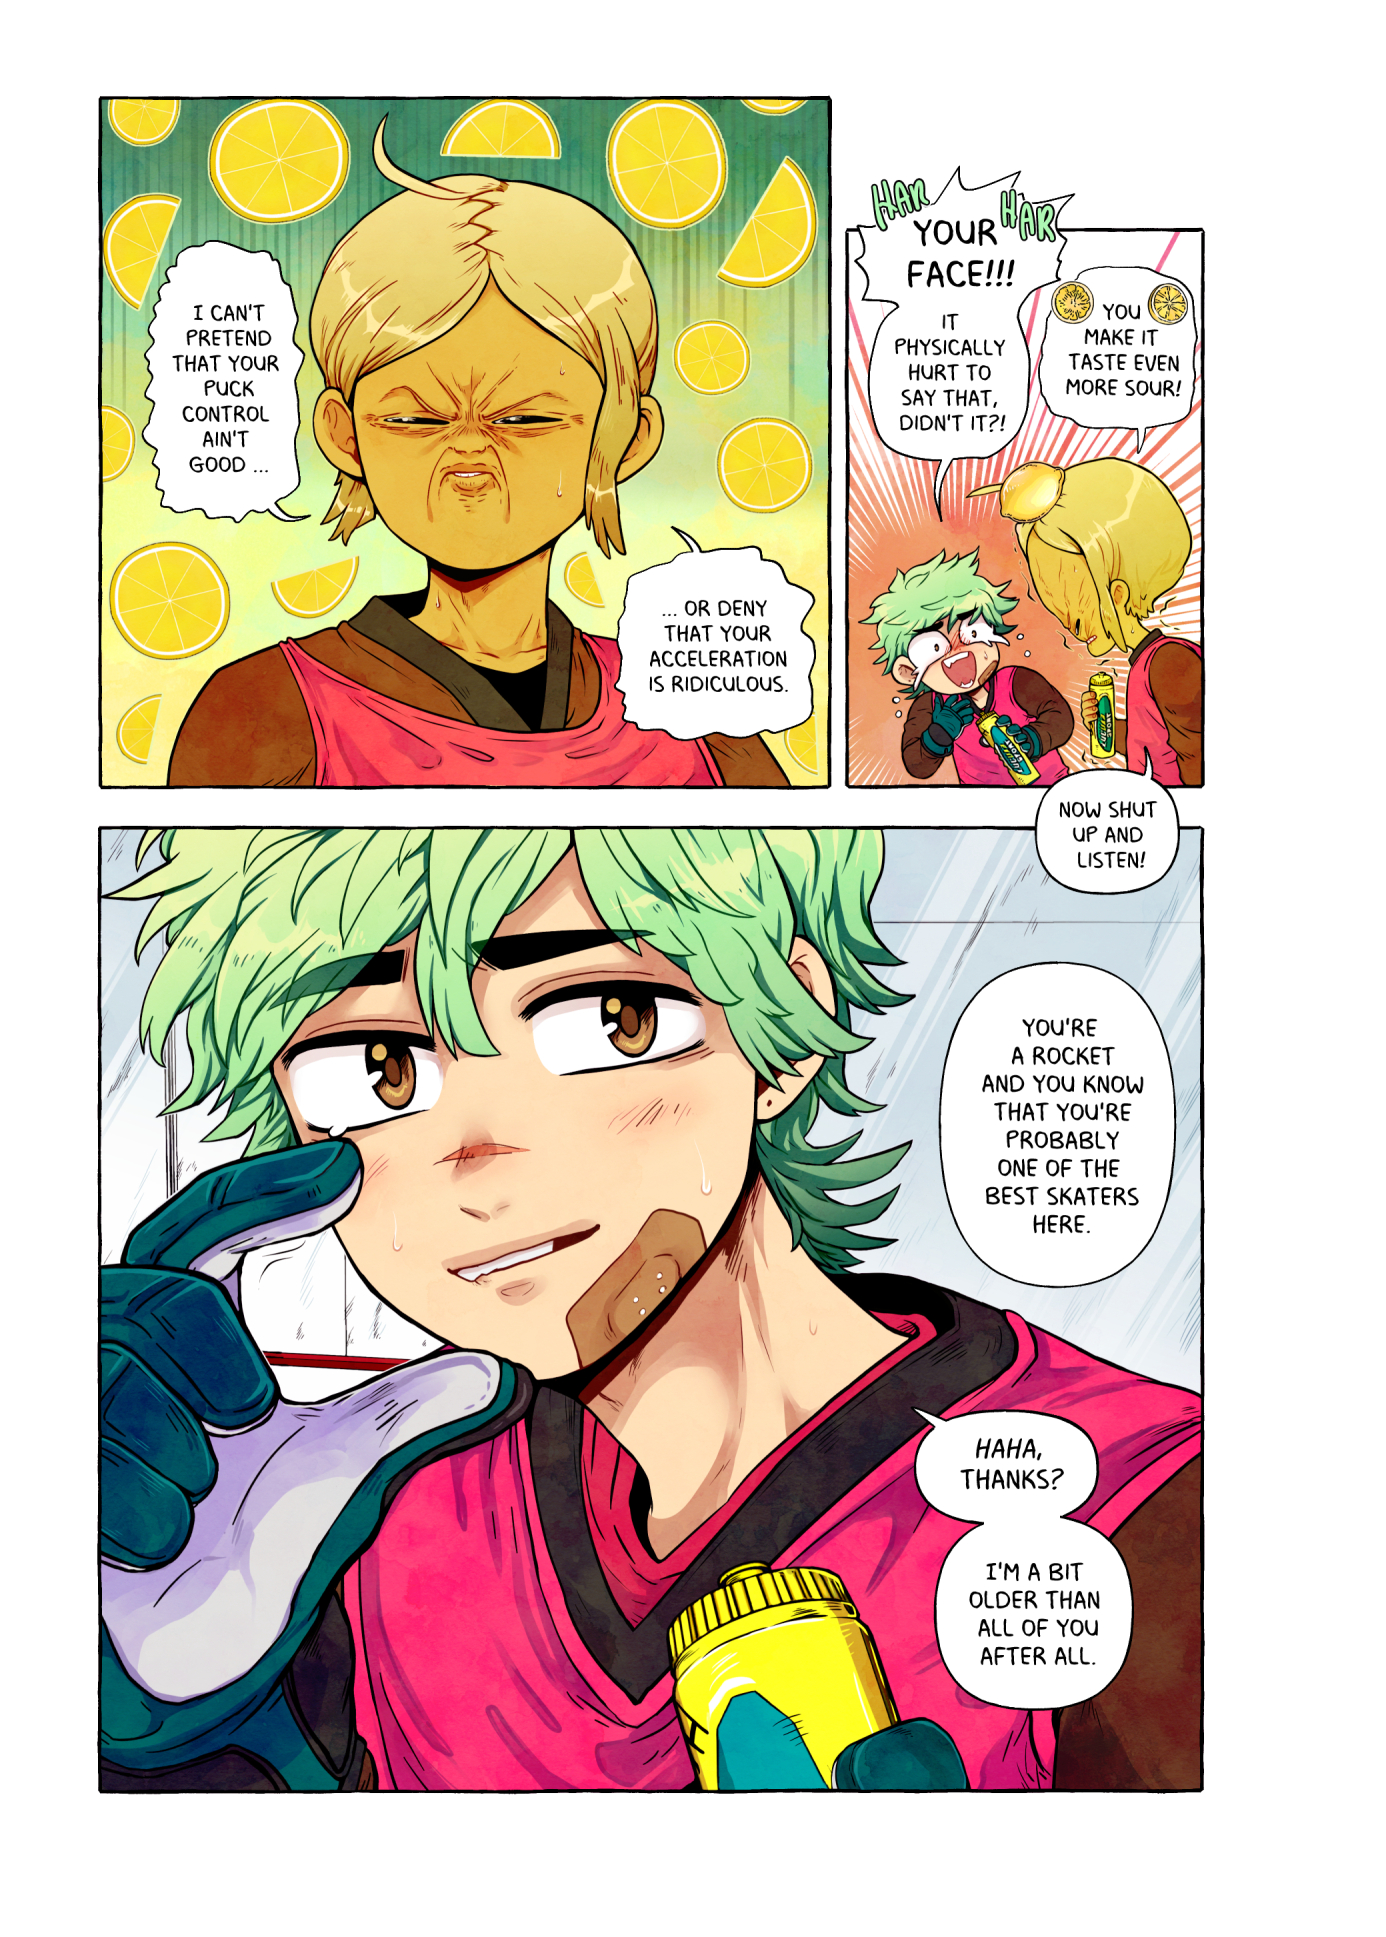 I CAN'T
PRETEND
THAT YOUR
PUCK
CONTROL
AIN'T
GOOD ...
... OR DENY
THAT YOUR
ACCELERATION
IS RIDICULOUS.
HAR
HAR
YOUR
FACE!!!
IT
PHYSICALLY
HURT TO
SAY THAT,
DIDN'T IT?!
YOU
MAKE IT
TASTE EVEN
MORE SOUR!
NOW SHUT
UP AND
LISTEN!
YOU'RE
A ROCKET
AND YOU KNOW
THAT YOU'RE
PROBABLY
ONE OF THE
BEST SKATERS
HERE.
HAHA,
THANKS?
I'M A BIT
OLDER THAN
ALL OF YOU
AFTER ALL.